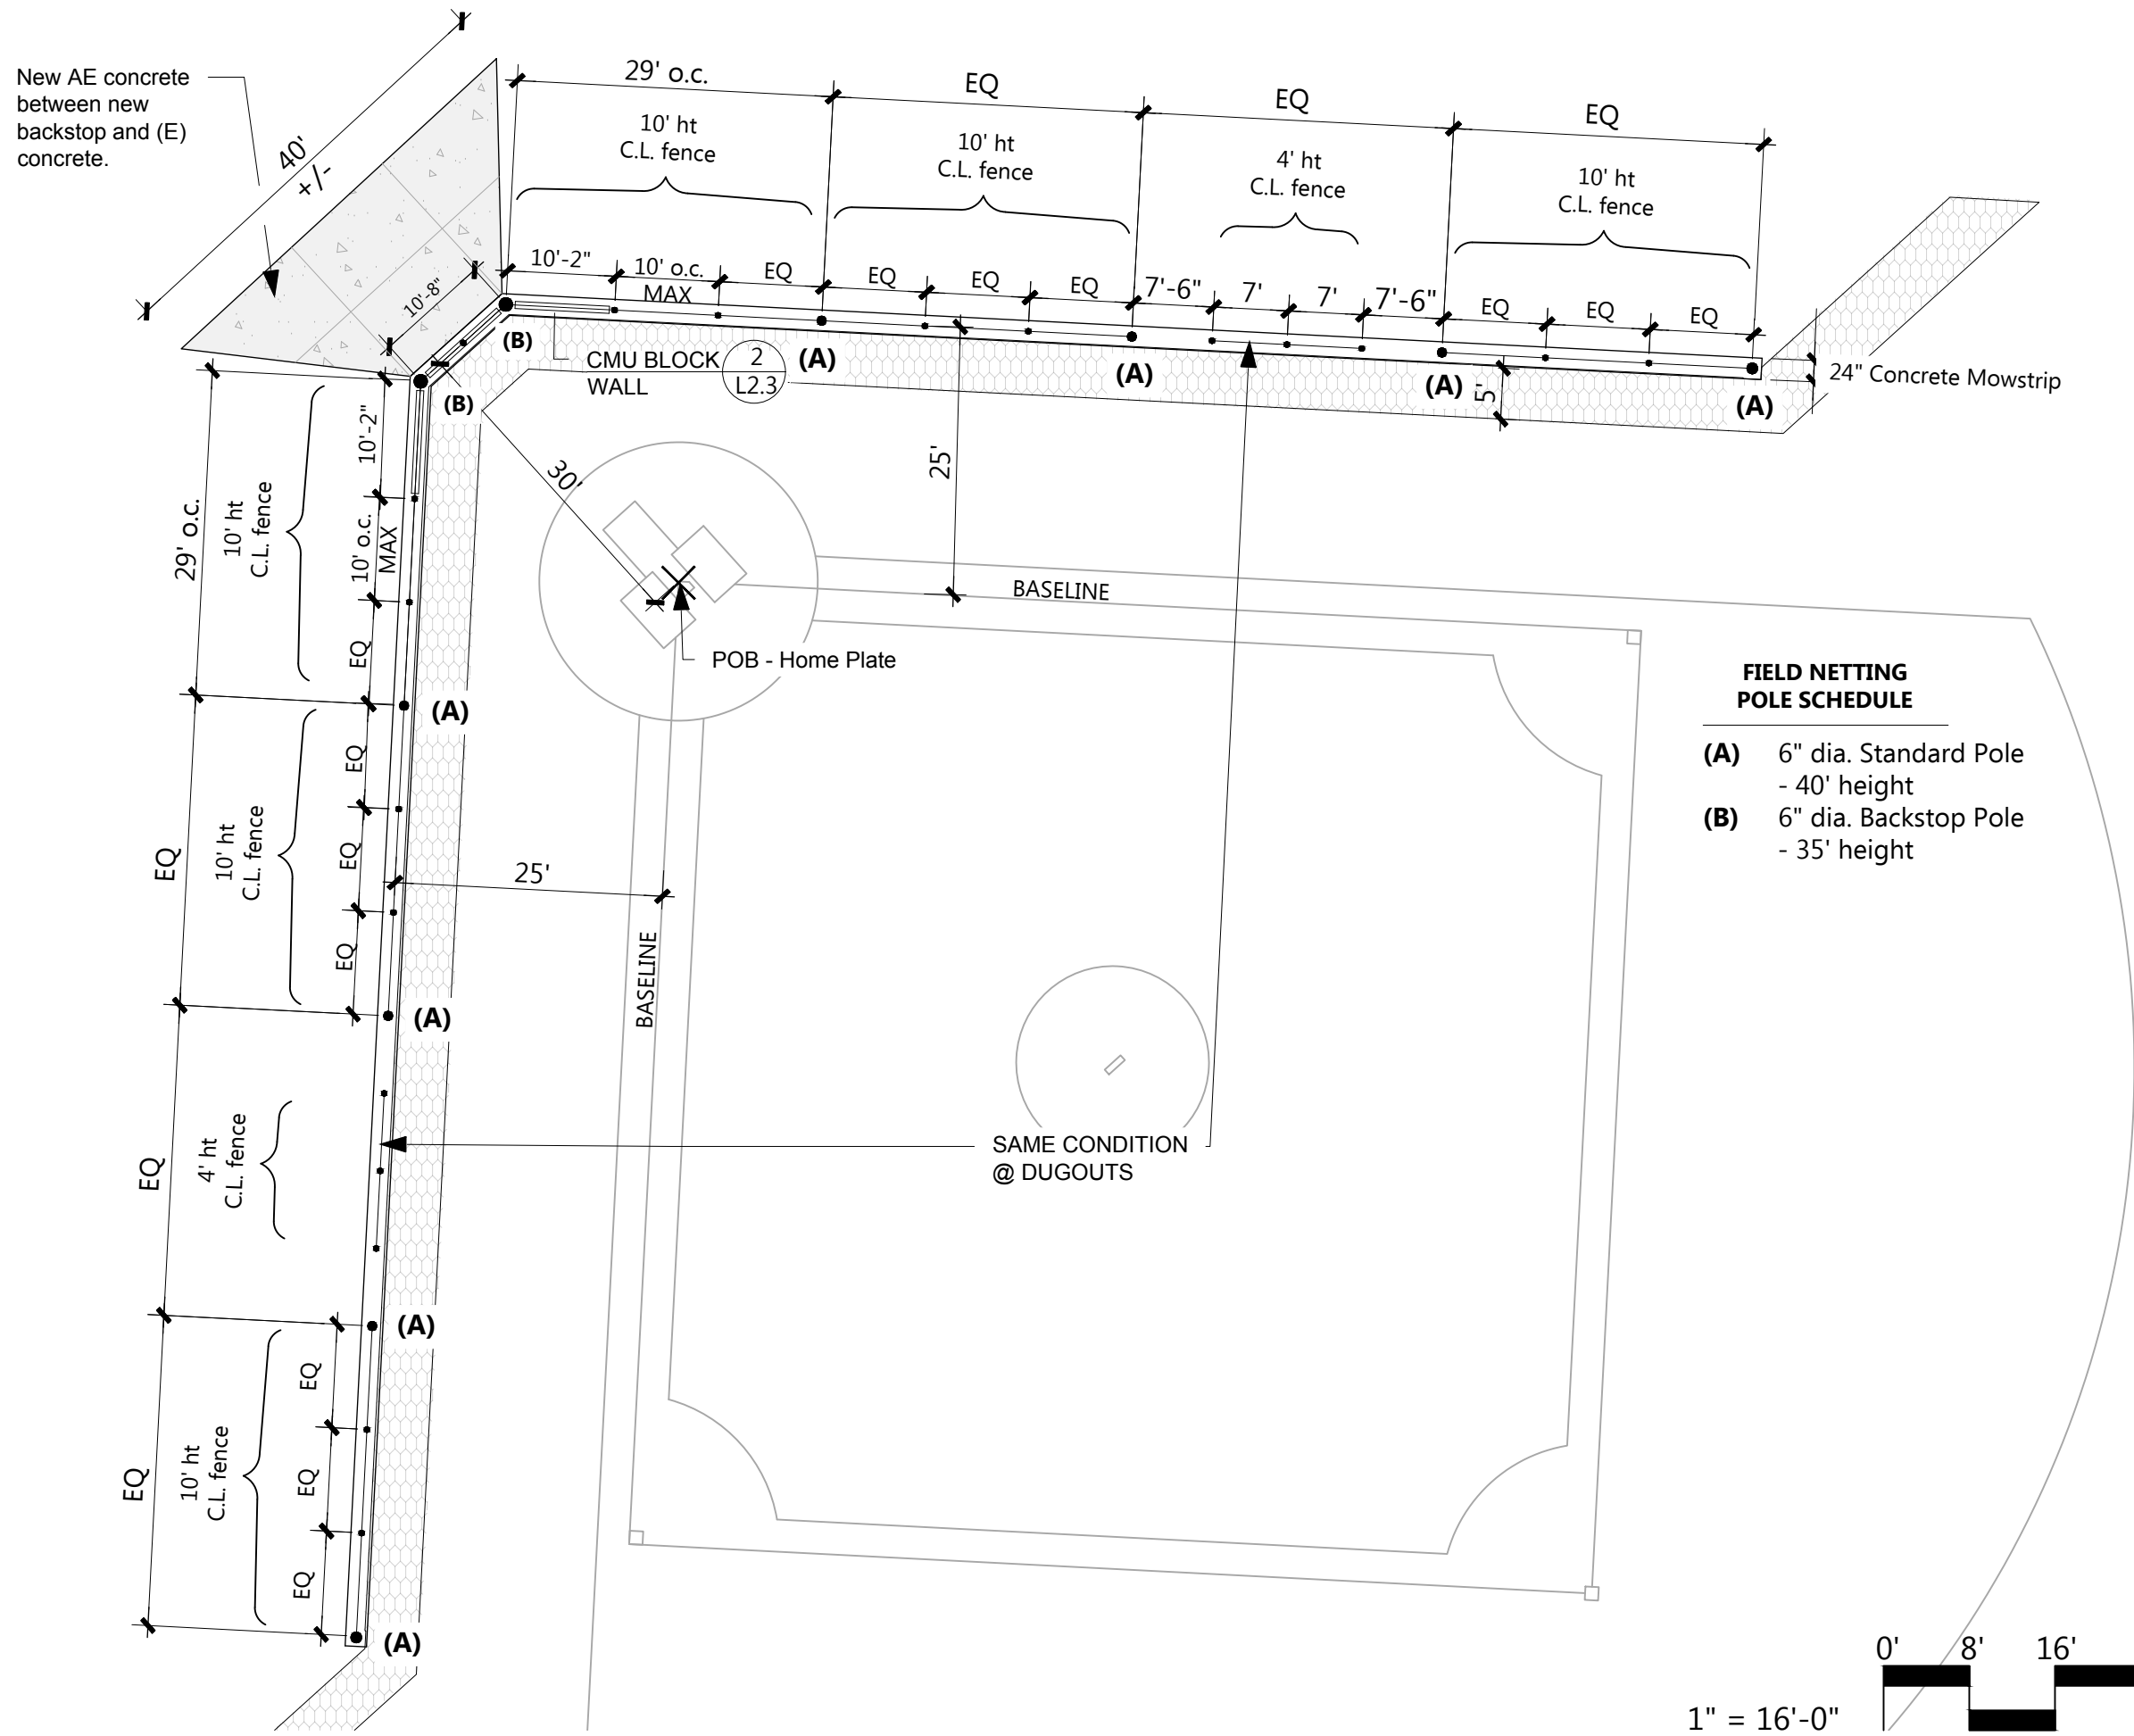 New AE concrete
between new
backstop and (E)
concrete.
40'
+/-
29' o.c.
EQ
EQ
EQ
10' ht
C.L. fence
10' ht
C.L. fence
4' ht
C.L. fence
10' ht
C.L. fence
10'-8"
10'-2"
10' o.c.
MAX
EQ
EQ
EQ
EQ
7'-6"
7'
7'
7'-6"
EQ
EQ
EQ
(B)
(B)
CMU BLOCK
WALL
2
L2.3
(A)
(A)
(A)
(A)
5'
24" Concrete Mowstrip
30'
25'
BASELINE
POB - Home Plate
29' o.c.
10' ht
C.L. fence
10'-2"
10' o.c.
MAX
EQ
(A)
EQ
10' ht
C.L. fence
EQ
EQ
EQ
25'
BASELINE
(A)
EQ
4' ht
C.L. fence
SAME CONDITION
@ DUGOUTS
(A)
EQ
10' ht
C.L. fence
EQ
EQ
EQ
(A)
FIELD NETTING
POLE SCHEDULE
(A) 6" dia. Standard Pole
- 40' height
(B) 6" dia. Backstop Pole
- 35' height
0' 8' 16'
1" = 16'-0"